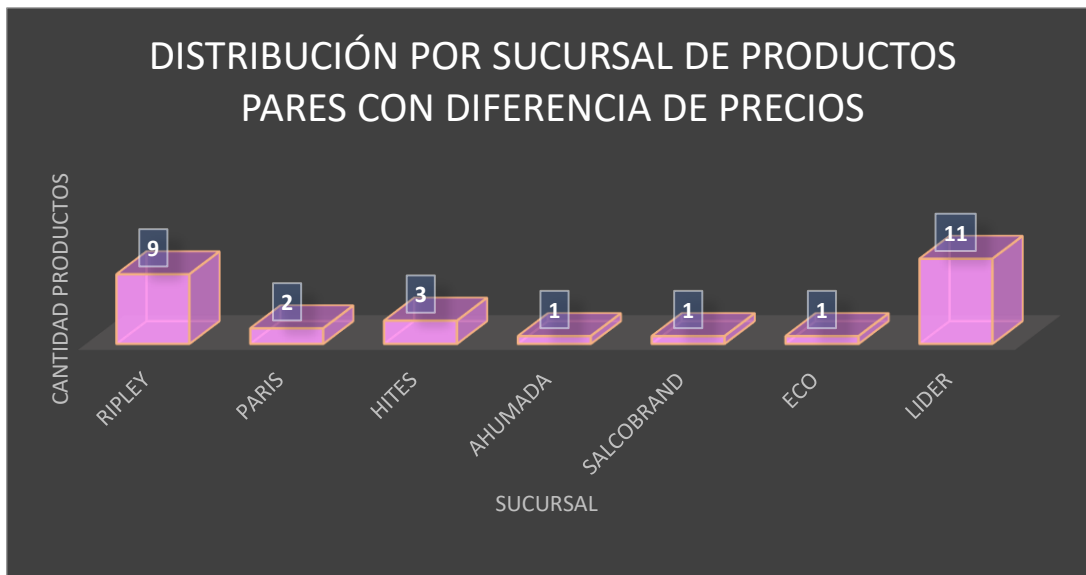 DISTRIBUCIÓN POR SUCURSAL DE PRODUCTOS
PARES CON DIFERENCIA DE PRECIOS
CANTIDAD PRODUCTOS
9
2
3
1
1
1
11
RIPLEY
PARIS
HITES
AHUMADA
SALCOBRAND
ECO
LIDER
SUCURSAL